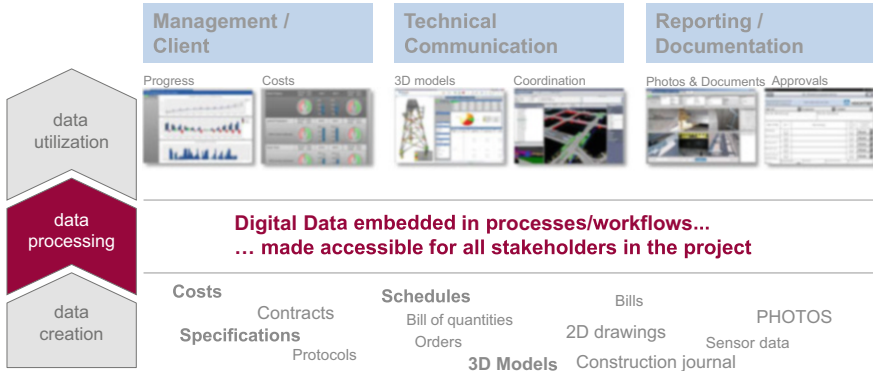 Management /
Client
Technical
Communication
Reporting /
Documentation
Progress
Costs
3D models
Coordination
Photos & Documents
Approvals
data
utilization
data
processing
Digital Data embedded in processes/workflows...
… made accessible for all stakeholders in the project
data
creation
Costs
Contracts
Specifications
Protocols
Schedules
Bill of quantities
Orders
3D Models
Bills
2D drawings
Construction journal
PHOTOS
Sensor data